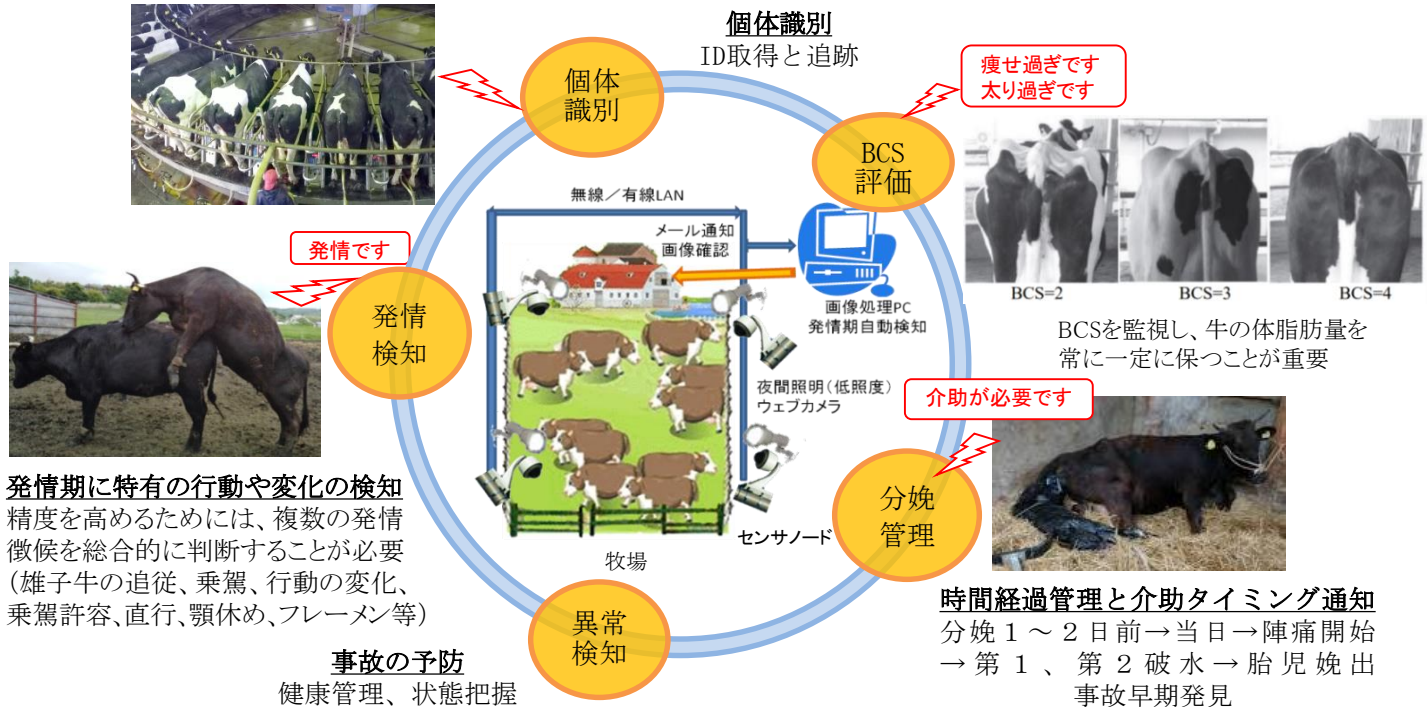 個体識別
ID取得と追跡
個体
識別
痩せ過ぎです
太り過ぎです
BCS
評価
BCS=2
BCS=3
BCS=4
BCSを監視し、牛の体脂肪量を
常に一定に保つことが重要
無線／有線LAN
メール通知
画像確認
画像処理PC
発情期自動検知
夜間照明（低照度）
ウェブカメラ
センサノード
牧場
発情です
発情
検知
発情期に特有の行動や変化の検知
精度を高めるためには、複数の発情
徴候を総合的に判断することが必要
（雄子牛の追従、乗駕、行動の変化、
乗駕許容、直行、顎休め、フレーメン等）
介助が必要です
分娩
管理
時間経過管理と介助タイミング通知
分娩１～２日前→当日→陣痛開始
→第１、第２破水→胎児娩出
事故早期発見
異常
検知
事故の予防
健康管理、状態把握